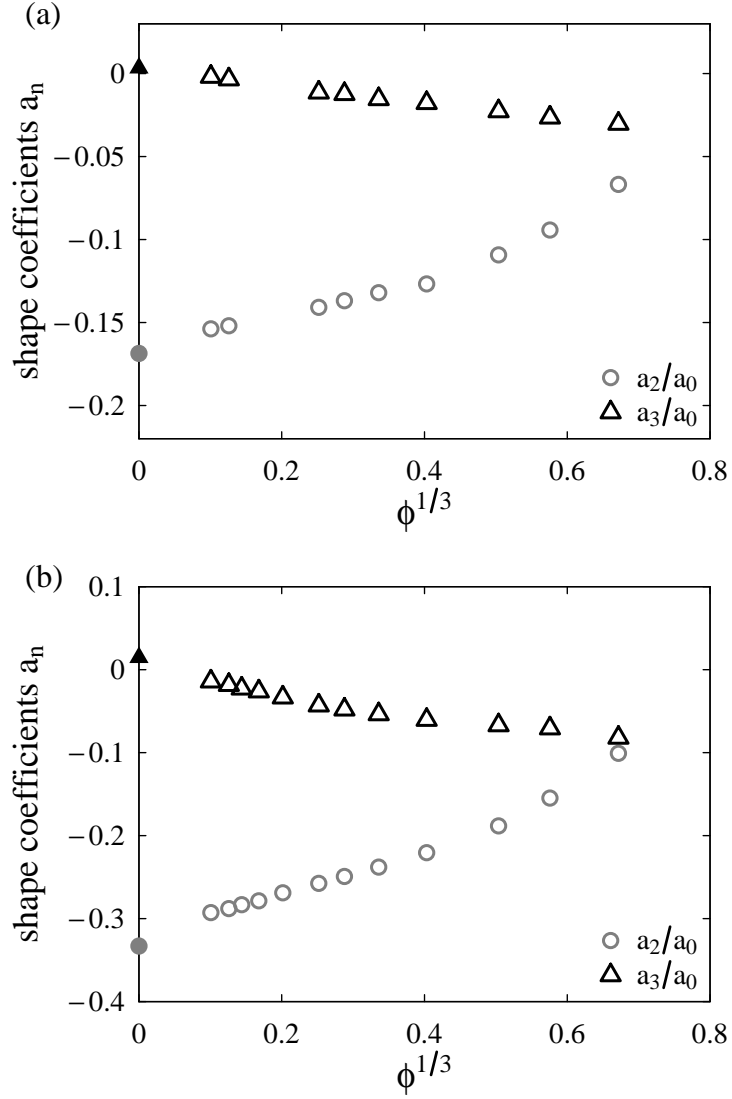 (a)
0
−0.05
−0.1
−0.15
−0.2
shape coefficients aₙ
a₂/a₀
a₃/a₀
0 0.2 0.4 0.6 0.8
ϕ^1/3
(b)
0.1
0
−0.1
−0.2
−0.3
−0.4
shape coefficients aₙ
a₂/a₀
a₃/a₀
0 0.2 0.4 0.6 0.8
ϕ^1/3